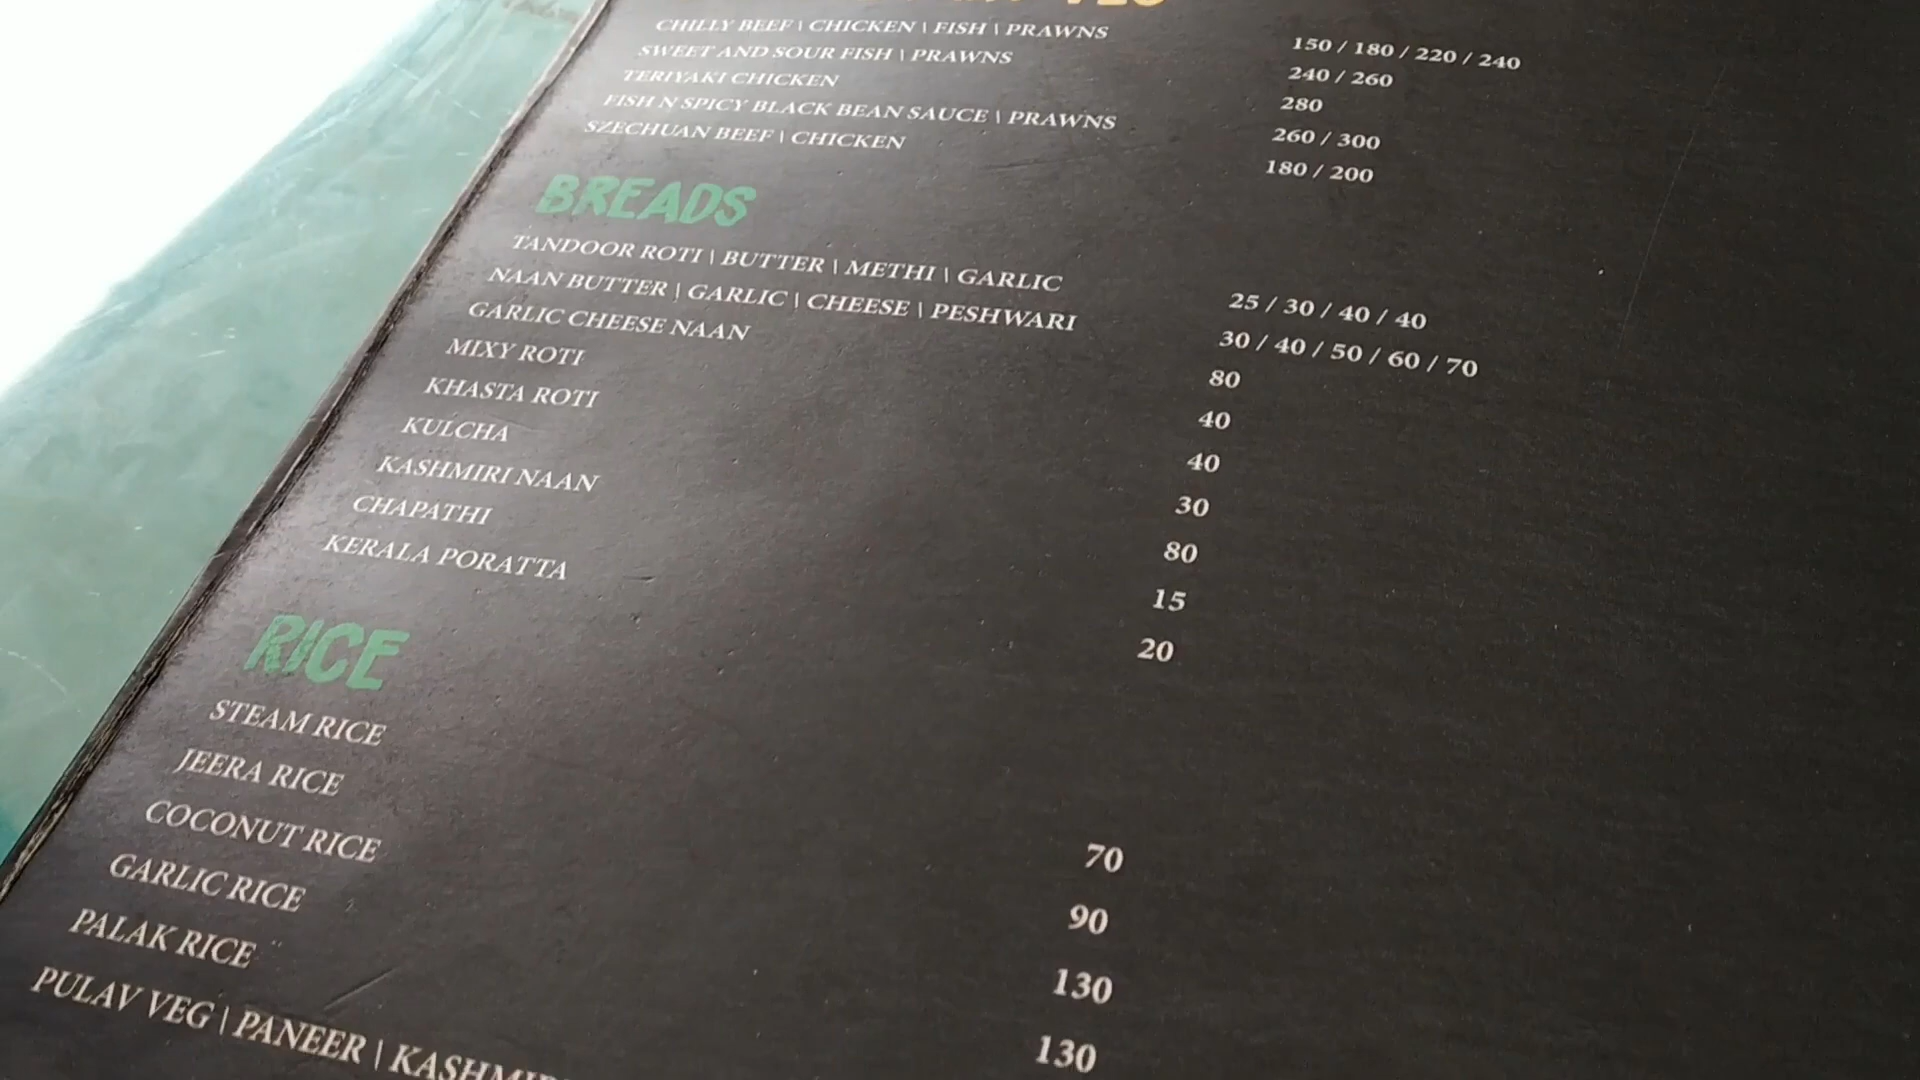 VEG
CHILLY BEEF \ CHICKEN \ FISH \ PRAWNS 150 / 180 / 220 / 240
SWEET AND SOUR FISH \ PRAWNS 240 / 260
TERIYAKI CHICKEN 280
FISH N SPICY BLACK BEAN SAUCE \ PRAWNS 260 / 300
SZECHUAN BEEF \ CHICKEN 180 / 200
BREADS
TANDOOR ROTI | BUTTER | METHI | GARLIC 25 / 30 / 40 / 40
NAAN BUTTER | GARLIC | CHEESE | PESHWARI 30 / 40 / 50 / 60 / 70
GARLIC CHEESE NAAN 80
MIXY ROTI 40
KHASTA ROTI 40
KULCHA 30
KASHMIRI NAAN 80
CHAPATHI 15
KERALA PORATTA 20
RICE
STEAM RICE 70
JEERA RICE 90
COCONUT RICE 130
GARLIC RICE 130
PALAK RICE
PULAV VEG | PANEER |